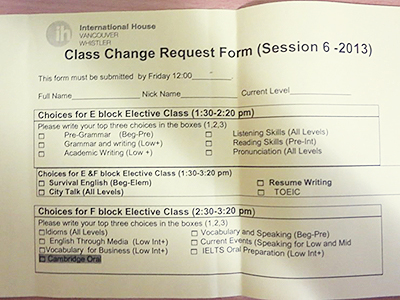 ih International House
VANCOUVER
WHISTLER
Class Change Request Form (Session 6 -2013)
This form must be submitted by Friday 12:00________.
Full Name__________ Nick Name__________ Current Level__________
Choices for E block Elective Class (1:30-2:20 pm)
Please write your top three choices in the boxes (1,2,3)
□ Pre-Grammar (Beg-Pre) □ Listening Skills (All Levels)
□ Grammar and writing (Low+) □ Reading Skills (Pre-Int)
□ Academic Writing (Low +) □ Pronunciation (All Levels
Choices for E &F block Elective Class (1:30-3:20 pm)
□ Survival English (Beg-Elem) □ Resume Writing
□ City Talk (All Levels) □ TOEIC
Choices for F block Elective Class (2:30-3:20 pm)
Please write your top three choices in the boxes (1,2,3)
□Idioms (All Levels) □ Vocabulary and Speaking (Beg-Pre)
□ English Through Media (Low Int+) □ Current Events (Speaking for Low and Mid
□Vocabulary for Business (Low Int+) □ IELTS Oral Preparation (Low Int+)
□ Cambridge Oral